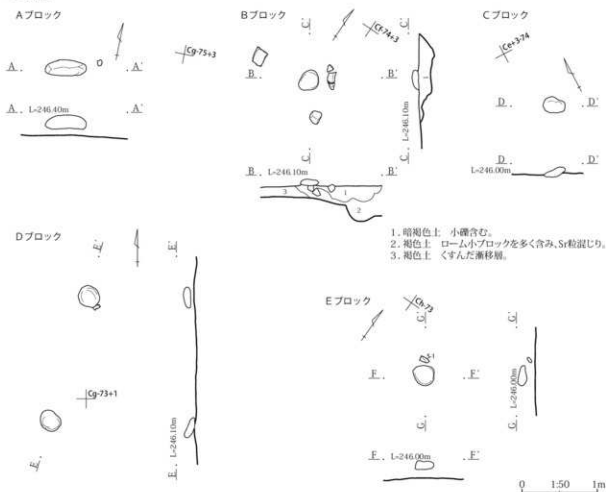 Aブロック
Cg-75+3
A A'
A L=246.40m A'
Bブロック
C'
Cf-74+3
B B'
C
C'
L=246.10m
C
B L=246.10m B'
3 1
2
Cブロック
Ce+3-74
D D'
D D'
L=246.00m
1. 暗褐色土 小礫含む。
2. 褐色土 ローム小ブロックを多く含み、Sr粒混じり。
3. 褐色土 くすんだ漸移層。
Dブロック
E'
E'
Cg-73+1
L=246.10m
E
E
Eブロック
Ch-73
G'
G'
F F'
G
L=246.00m
G
F L=246.00m F'
0 1:50 1m